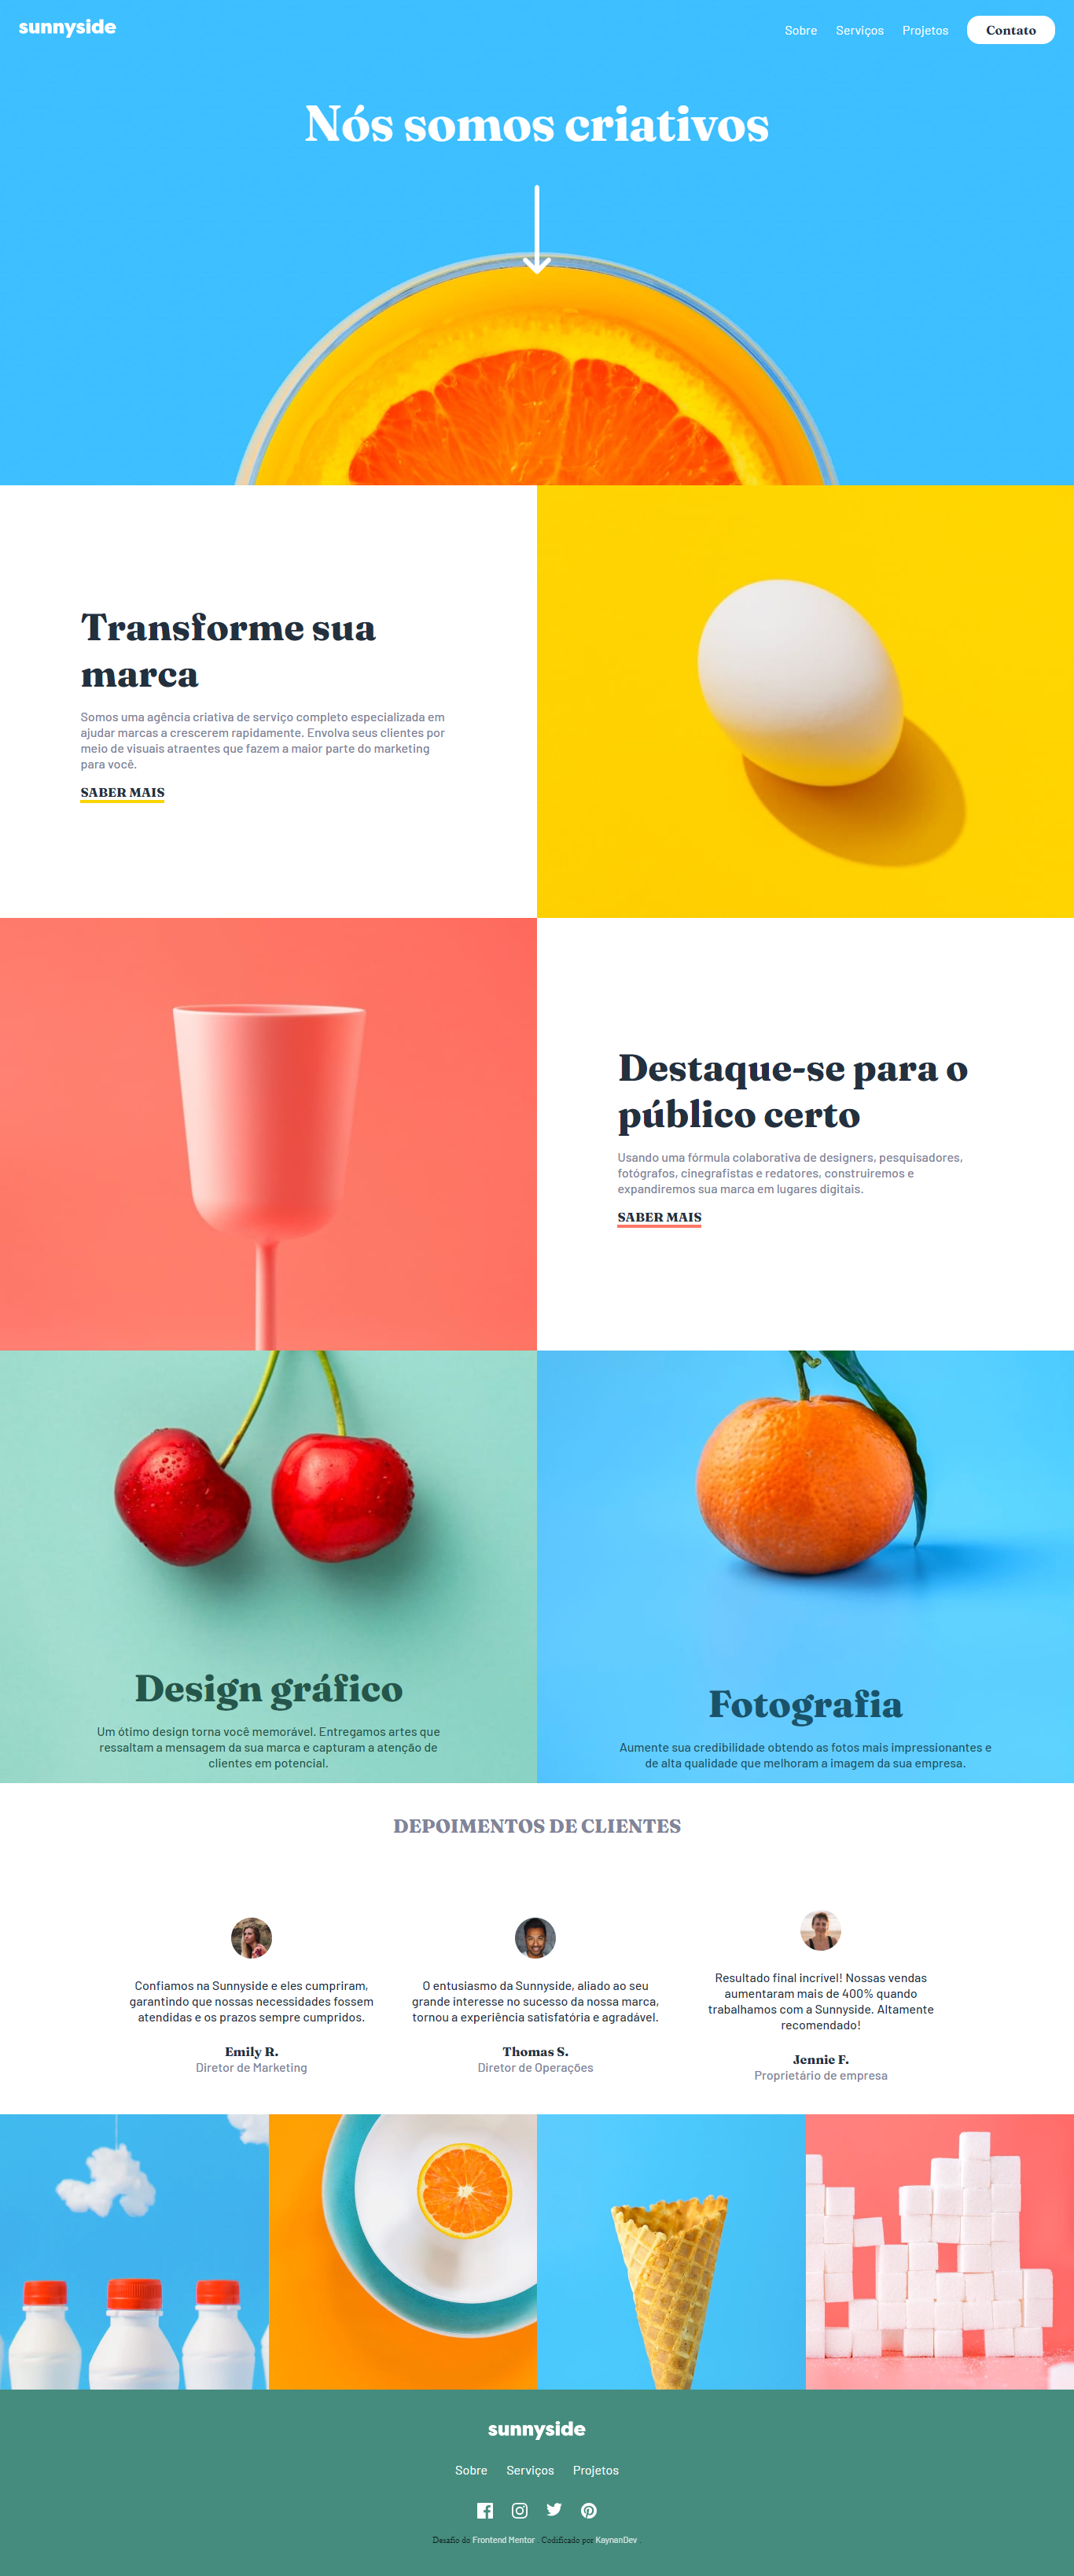 sunnyside
Sobre Serviços Projetos Contato
Nós somos criativos
Transforme sua
marca
Somos uma agência criativa de serviço completo especializada em
ajudar marcas a crescerem rapidamente. Envolva seus clientes por
meio de visuais atraentes que fazem a maior parte do marketing
para você.
SABER MAIS
Destaque-se para o
público certo
Usando uma fórmula colaborativa de designers, pesquisadores,
fotógrafos, cinegrafistas e redatores, construiremos e
expandiremos sua marca em lugares digitais.
SABER MAIS
Design gráfico
Um ótimo design torna você memorável. Entregamos artes que
ressaltam a mensagem da sua marca e capturam a atenção de
clientes em potencial.
Fotografia
Aumente sua credibilidade obtendo as fotos mais impressionantes e
de alta qualidade que melhoram a imagem da sua empresa.
DEPOIMENTOS DE CLIENTES
Confiamos na Sunnyside e eles cumpriram,
garantindo que nossas necessidades fossem
atendidas e os prazos sempre cumpridos.
Emily R.
Diretor de Marketing
O entusiasmo da Sunnyside, aliado ao seu
grande interesse no sucesso da nossa marca,
tornou a experiência satisfatória e agradável.
Thomas S.
Diretor de Operações
Resultado final incrível! Nossas vendas
aumentaram mais de 400% quando
trabalhamos com a Sunnyside. Altamente
recomendado!
Jennie F.
Proprietário de empresa
sunnyside
Sobre Serviços Projetos
Desafio do Frontend Mentor . Codificado por KaynanDev .